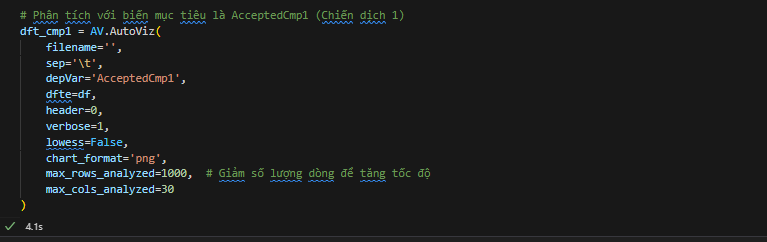 # Phân tích với biến mục tiêu là AcceptedCmp1 (Chiến dịch 1)
dft_cmp1 = AV.AutoViz(
    filename='',
    sep='\t',
    depVar='AcceptedCmp1',
    dfte=df,
    header=0,
    verbose=1,
    lowess=False,
    chart_format='png',
    max_rows_analyzed=1000,  # Giảm số lượng dòng để tăng tốc độ
    max_cols_analyzed=30
)
4.1s